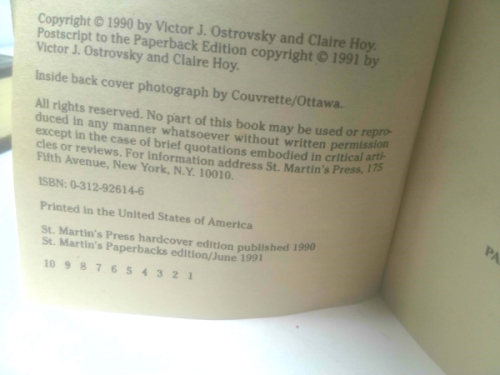 Copyright © 1990 by Victor J. Ostrovsky and Claire Hoy.
Postscript to the Paperback Edition copyright © 1991 by
Victor J. Ostrovsky and Claire Hoy.
Inside back cover photograph by Couvrette/Ottawa.
All rights reserved. No part of this book may be used or repro-
duced in any manner whatsoever without written permission
except in the case of brief quotations embodied in critical arti-
cles or reviews. For information address St. Martin's Press, 175
Fifth Avenue, New York, N.Y. 10010.
ISBN: 0-312-92614-6
Printed in the United States of America
St. Martin's Press hardcover edition published 1990
St. Martin's Paperbacks edition/June 1991
10 9 8 7 6 5 4 3 2 1
PA